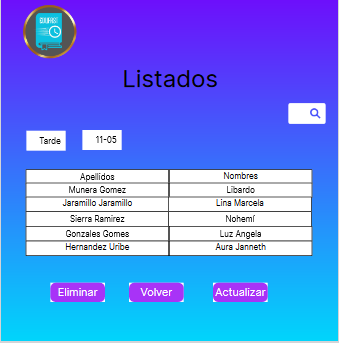 Listados
Tarde 11-05
Apellidos Nombres
Munera Gomez Libardo
Jaramillo Jaramillo Lina Marcela
Sierra Ramirez Nohemí
Gonzales Gomes Luz Angela
Hernandez Uribe Aura Janneth
Eliminar Volver Actualizar